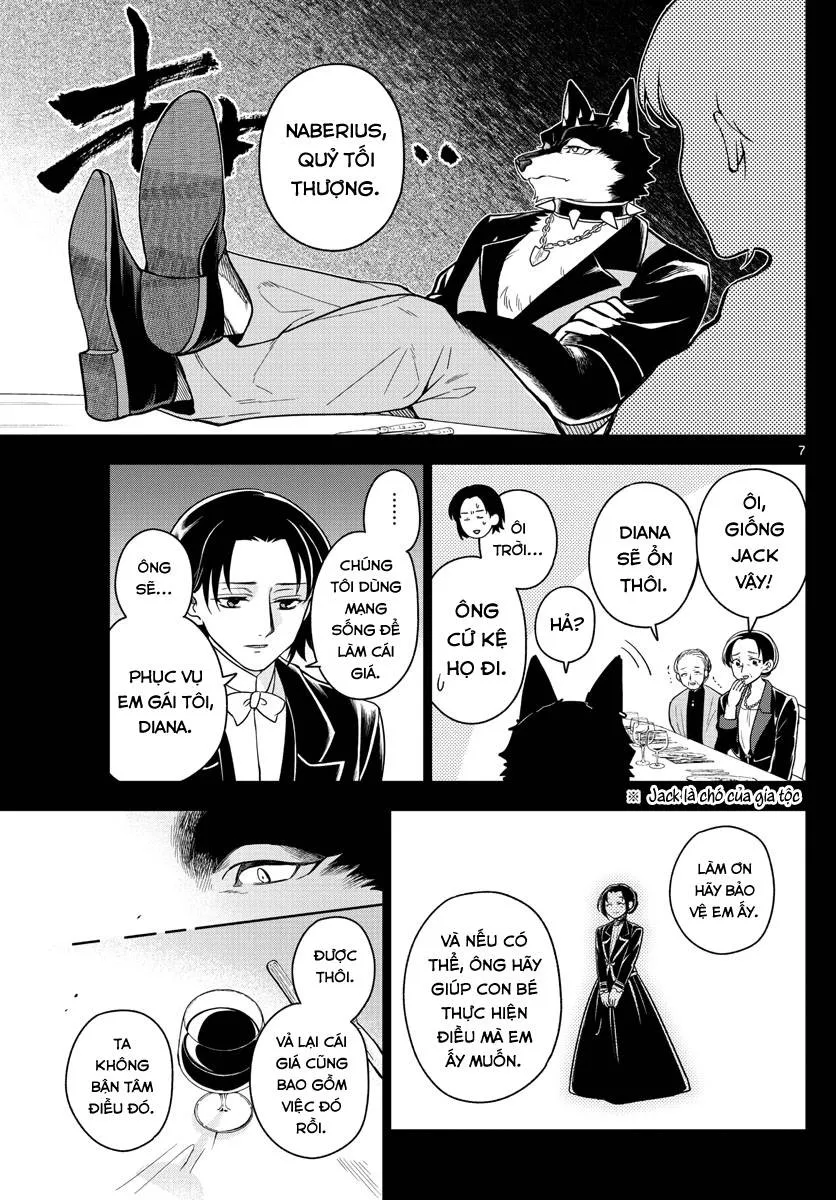 NABERIUS,
QUỶ TỐI
THƯỢNG.
7
ÔI,
GIỐNG
JACK
VẬY!
DIANA
SẼ ỔN
THÔI.
HẢ?
ÔI
TRỜI...
ÔNG
CỨ KỆ
HỌ ĐI.
※ Jack là chó của gia tộc
......
CHÚNG
TÔI DÙNG
MẠNG
SỐNG ĐỂ
LÀM CÁI
GIÁ.
ÔNG
SẼ...
PHỤC VỤ
EM GÁI TÔI,
DIANA.
LÀM ƠN
HÃY BẢO
VỆ EM ẤY.
VÀ NẾU CÓ
THỂ, ÔNG HÃY
GIÚP CON BÉ
THỰC HIỆN
ĐIỀU MÀ EM
ẤY MUỐN.
ĐƯỢC
THÔI.
VẢ LẠI CÁI
GIÁ CŨNG
BAO GỒM
VIỆC ĐÓ
RỒI.
TA
KHÔNG
BẬN TÂM
ĐIỀU ĐÓ.